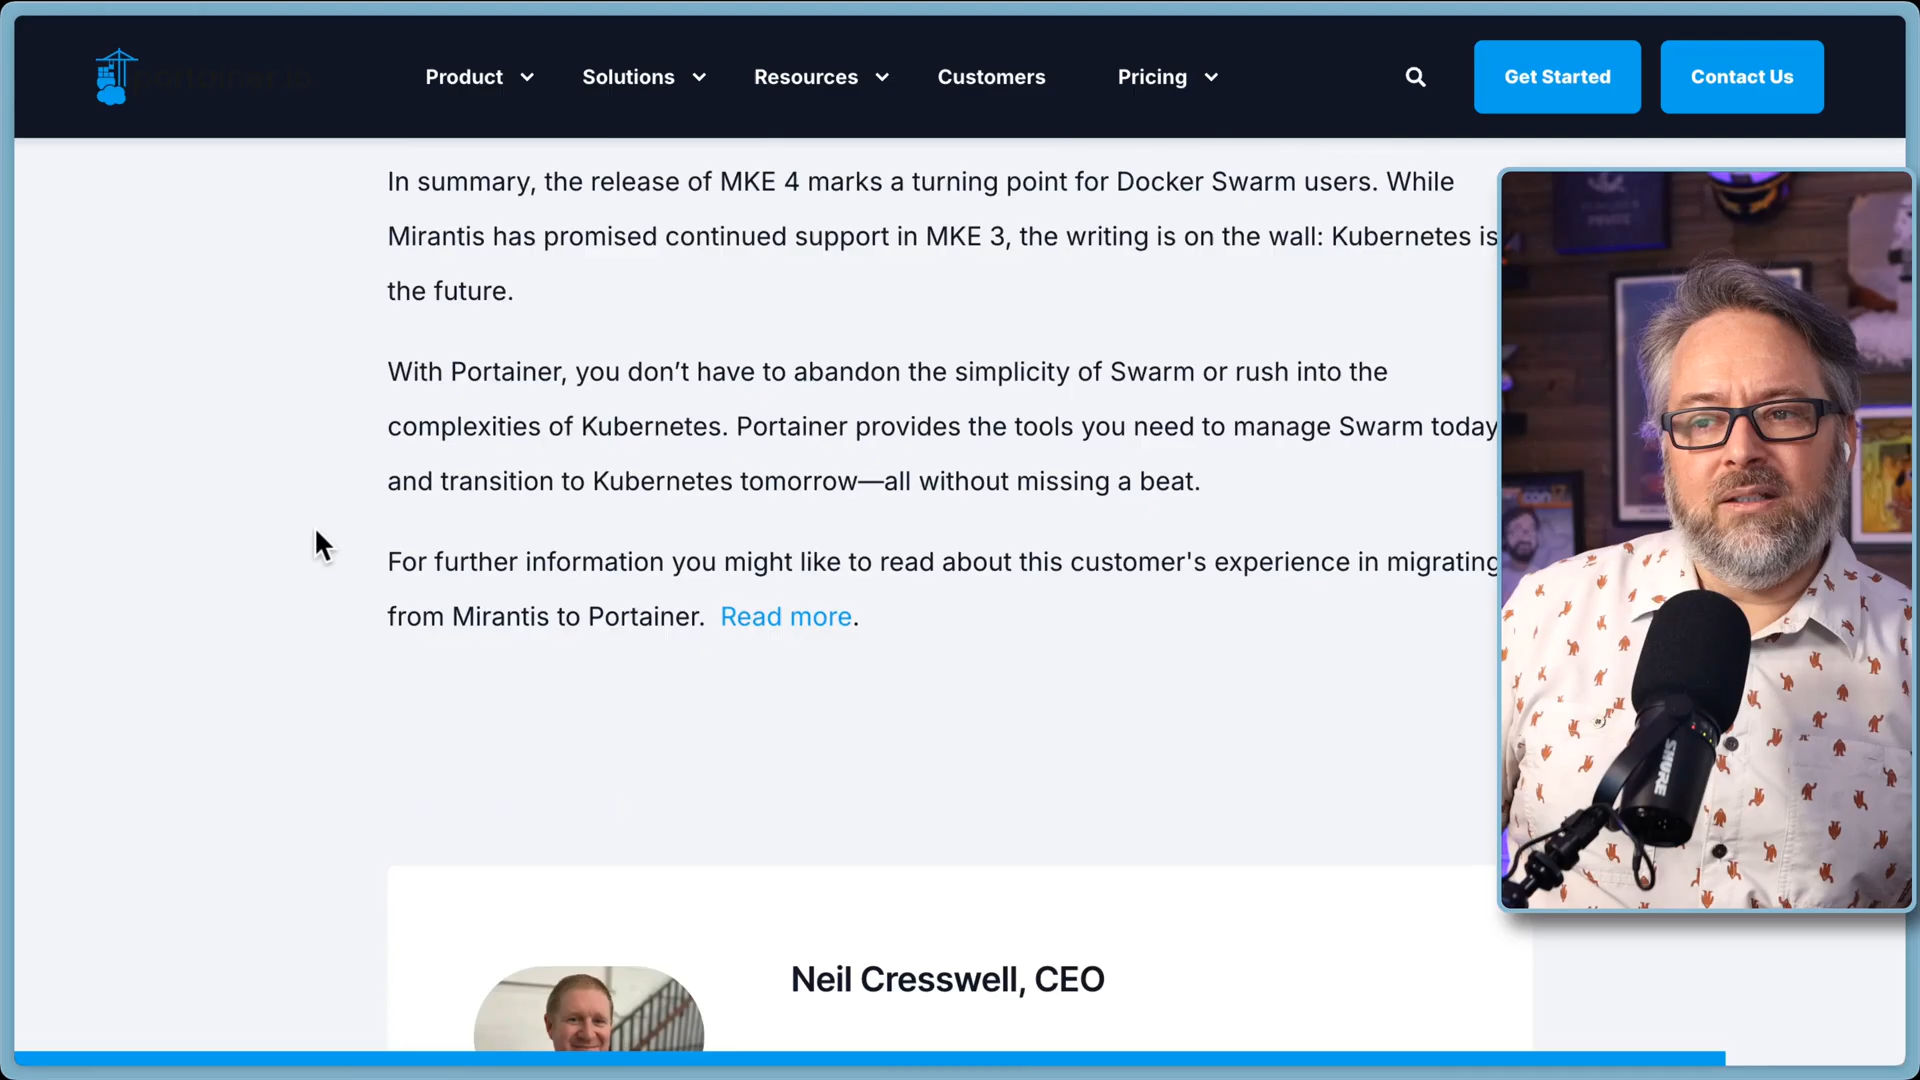 portainer.io
Product
Solutions
Resources
Customers
Pricing
Get Started
Contact Us
In summary, the release of MKE 4 marks a turning point for Docker Swarm users. While
Mirantis has promised continued support in MKE 3, the writing is on the wall: Kubernetes is
the future.
With Portainer, you don’t have to abandon the simplicity of Swarm or rush into the
complexities of Kubernetes. Portainer provides the tools you need to manage Swarm today
and transition to Kubernetes tomorrow—all without missing a beat.
For further information you might like to read about this customer's experience in migrating
from Mirantis to Portainer. Read more.
SHURE
Neil Cresswell, CEO